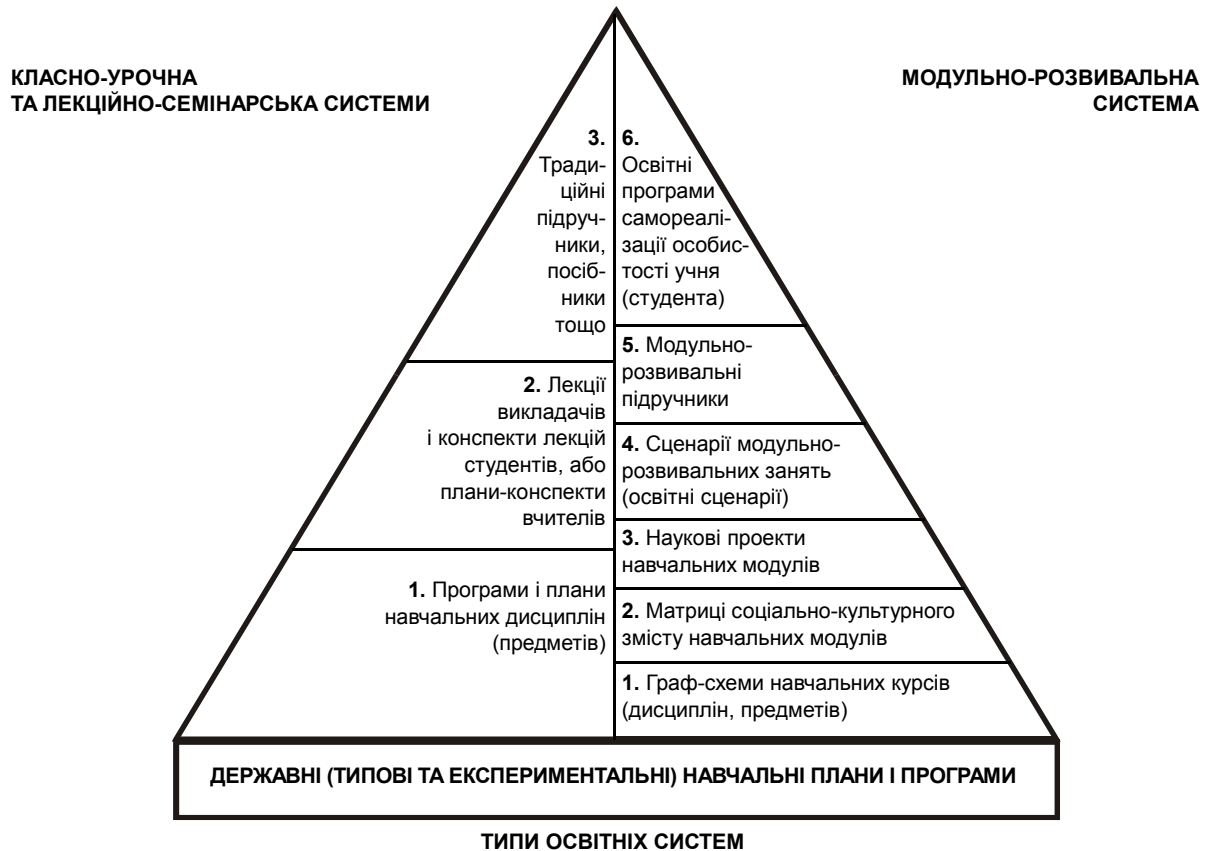 КЛАСНО-УРОЧНА
ТА ЛЕКЦІЙНО-СЕМІНАРСЬКА СИСТЕМИ
МОДУЛЬНО-РОЗВИВАЛЬНА
СИСТЕМА
3.
Тради-
ційні
підруч-
ники,
посіб-
ники
тощо
2. Лекції
викладачів
і конспекти лекцій
студентів, або
плани-конспекти
вчителів
1. Програми і плани
навчальних дисциплін
(предметів)
6.
Освітні
програми
самореалі-
зації особис-
тості учня
(студента)
5. Модульно-
розвивальні
підручники
4. Сценарії модульно-
розвивальних занять
(освітні сценарії)
3. Наукові проекти
навчальних модулів
2. Матриці соціально-культурного
змісту навчальних модулів
1. Граф-схеми навчальних курсів
(дисциплін, предметів)
ДЕРЖАВНІ (ТИПОВІ ТА ЕКСПЕРИМЕНТАЛЬНІ) НАВЧАЛЬНІ ПЛАНИ І ПРОГРАМИ
ТИПИ ОСВІТНІХ СИСТЕМ